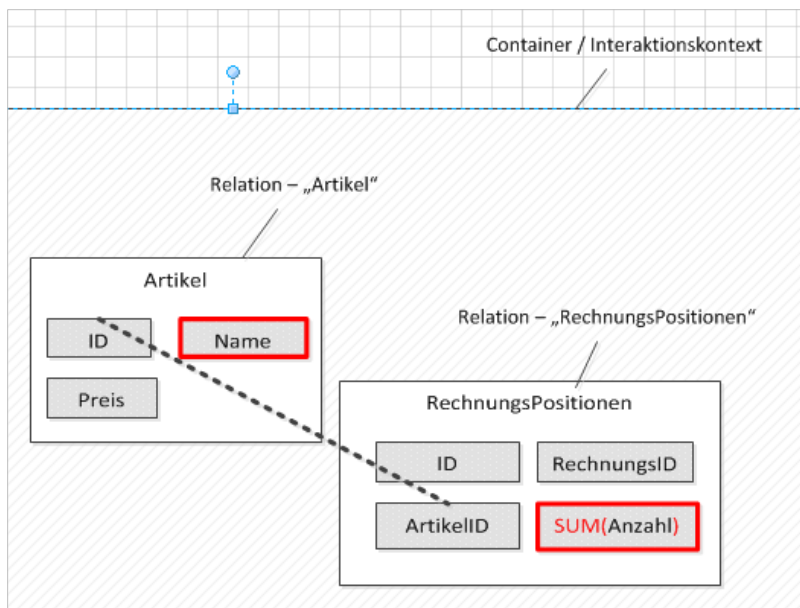 Container / Interaktionskontext
Relation – „Artikel“
Artikel
ID
Name
Preis
Relation – „RechnungsPositionen“
RechnungsPositionen
ID
RechnungsID
ArtikelID
SUM(Anzahl)